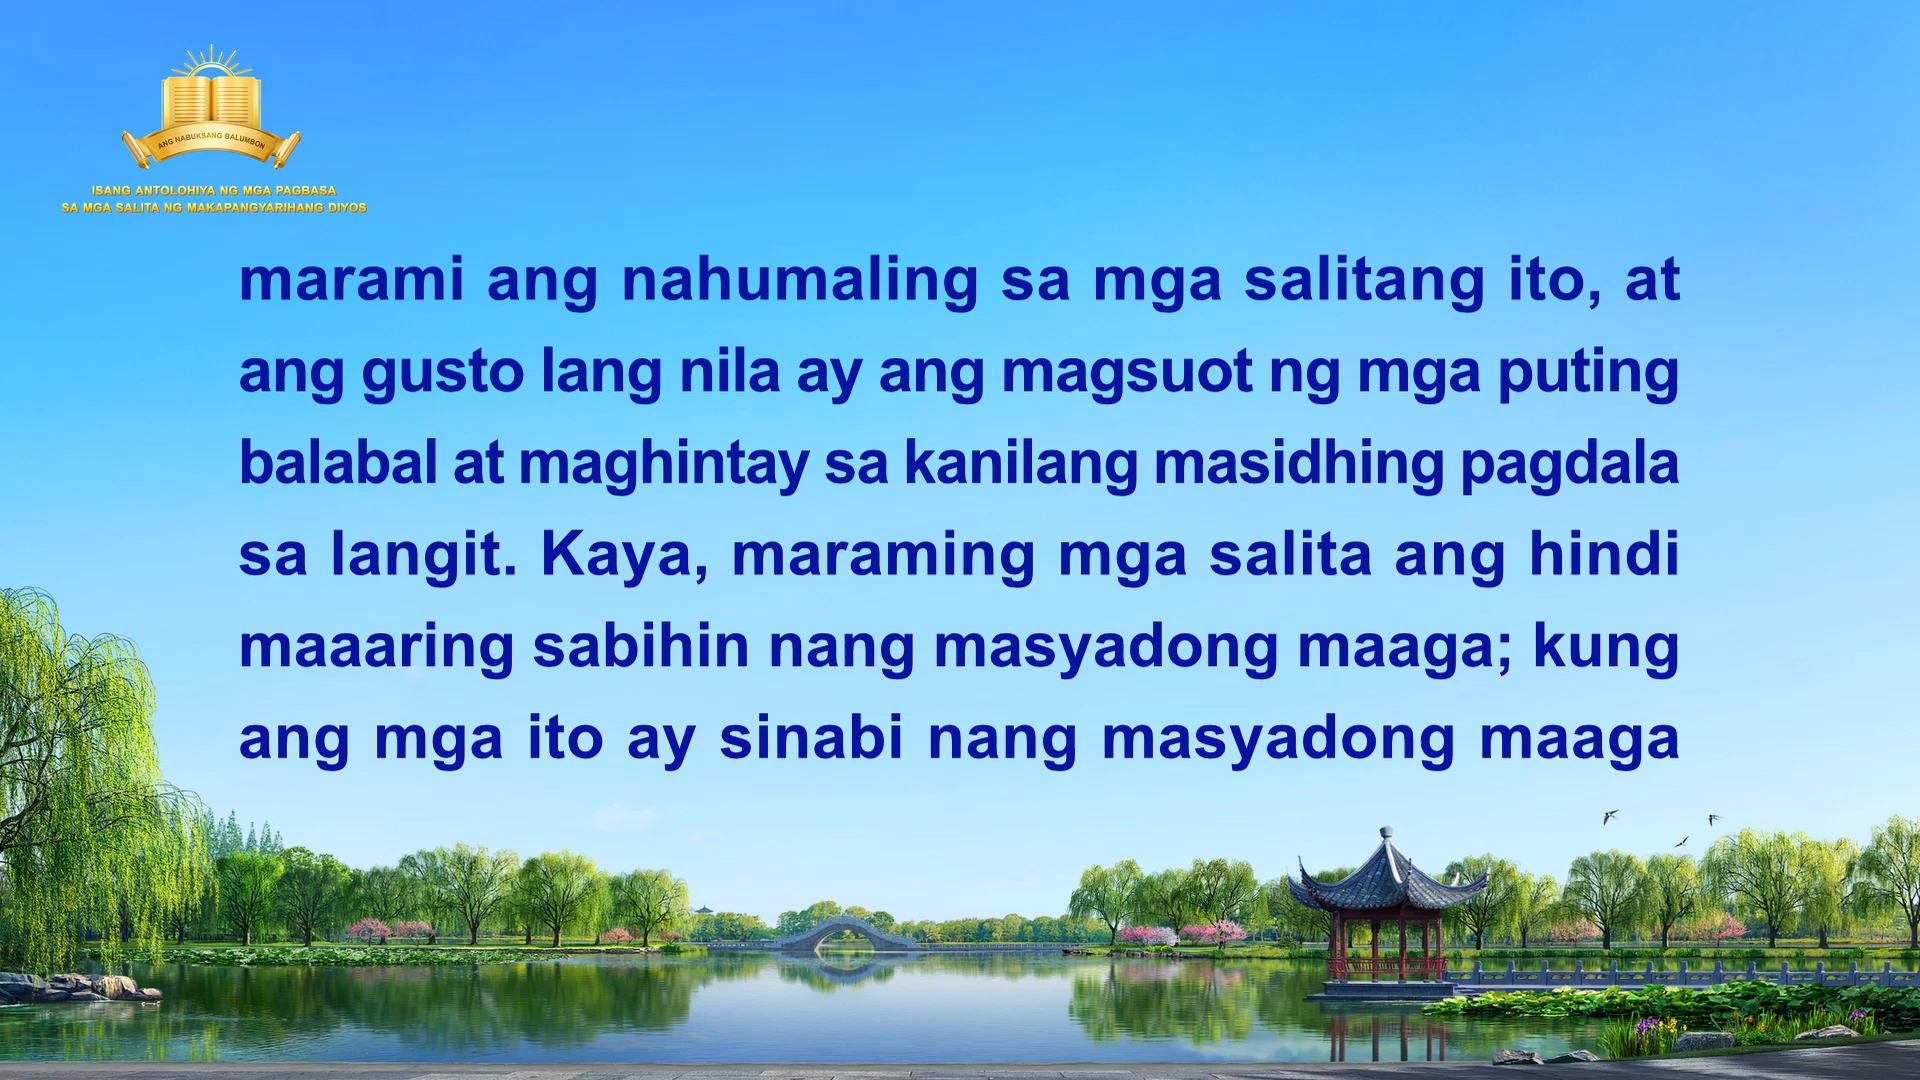 ANG NABUKSANG BALUMBON
ISANG ANTOLOHIYA NG MGA PAGBASA
SA MGA SALITA NG MAKAPANGYARIHANG DIYOS
marami ang nahumaling sa mga salitang ito, at
ang gusto lang nila ay ang magsuot ng mga puting
balabal at maghintay sa kanilang masidhing pagdala
sa langit. Kaya, maraming mga salita ang hindi
maaaring sabihin nang masyadong maaga; kung
ang mga ito ay sinabi nang masyadong maaga